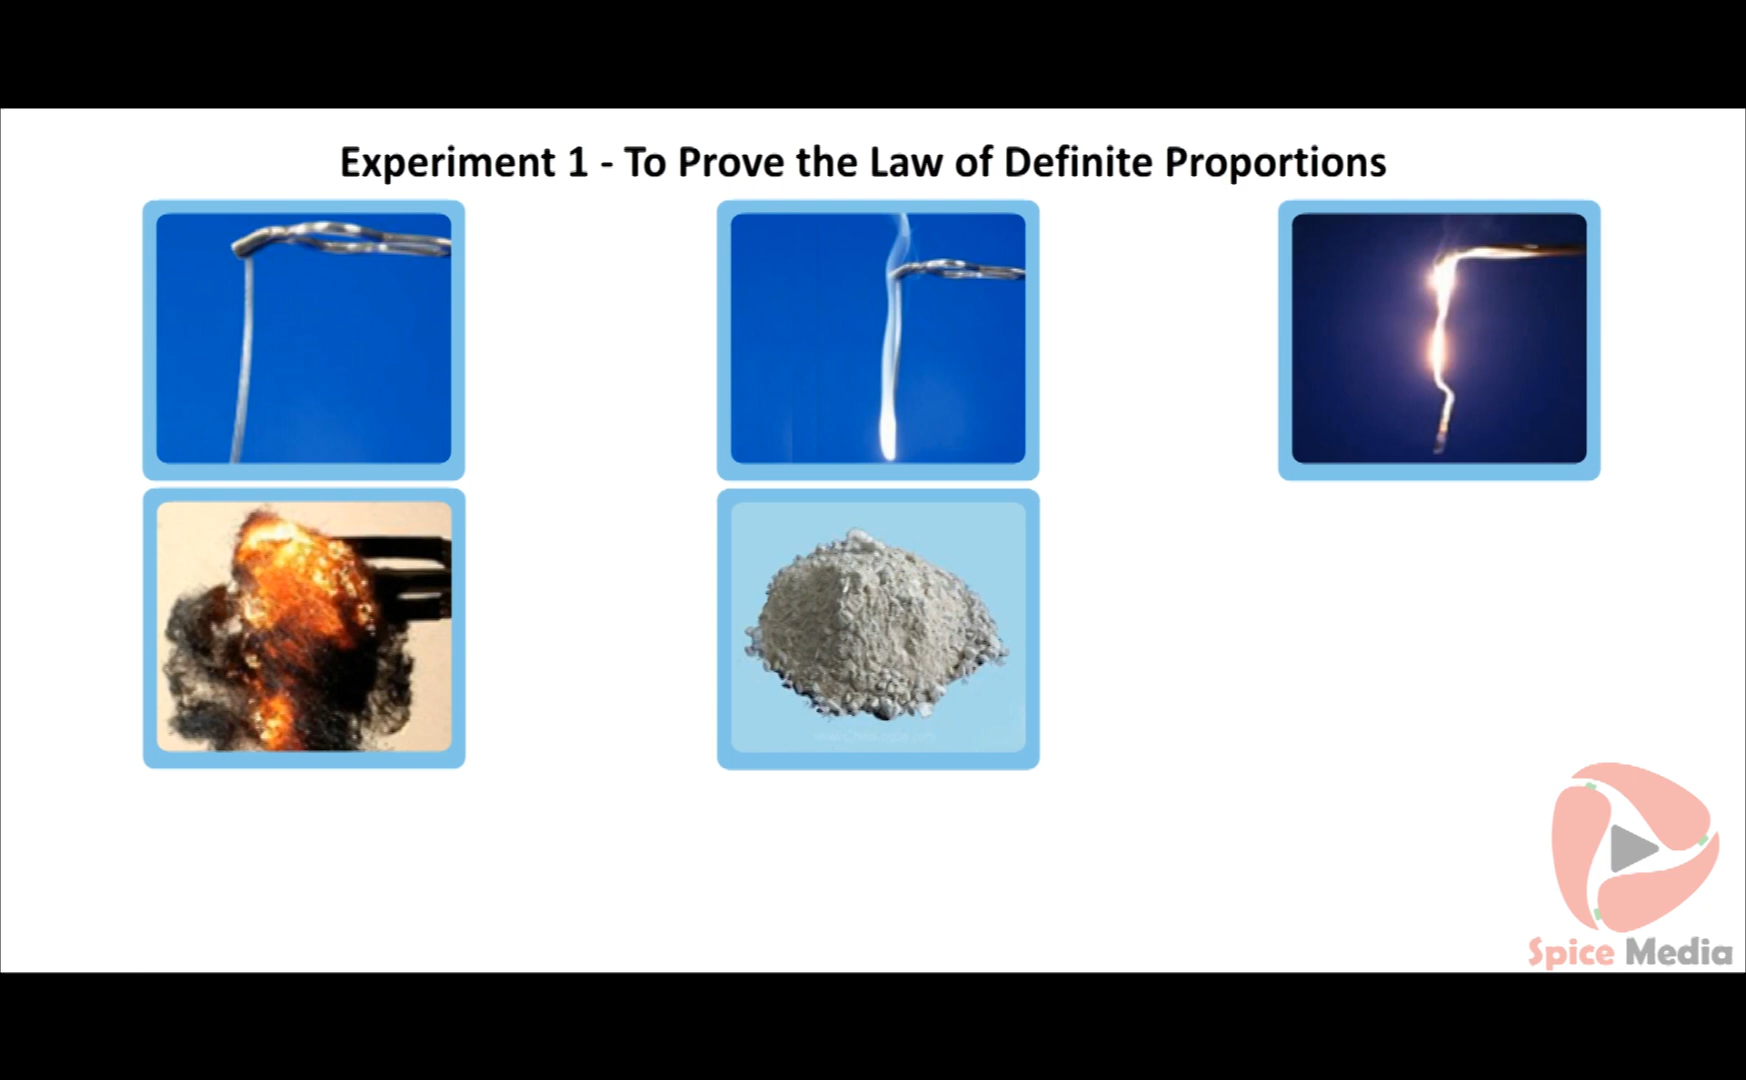 Experiment 1 - To Prove the Law of Definite Proportions
Spice Media